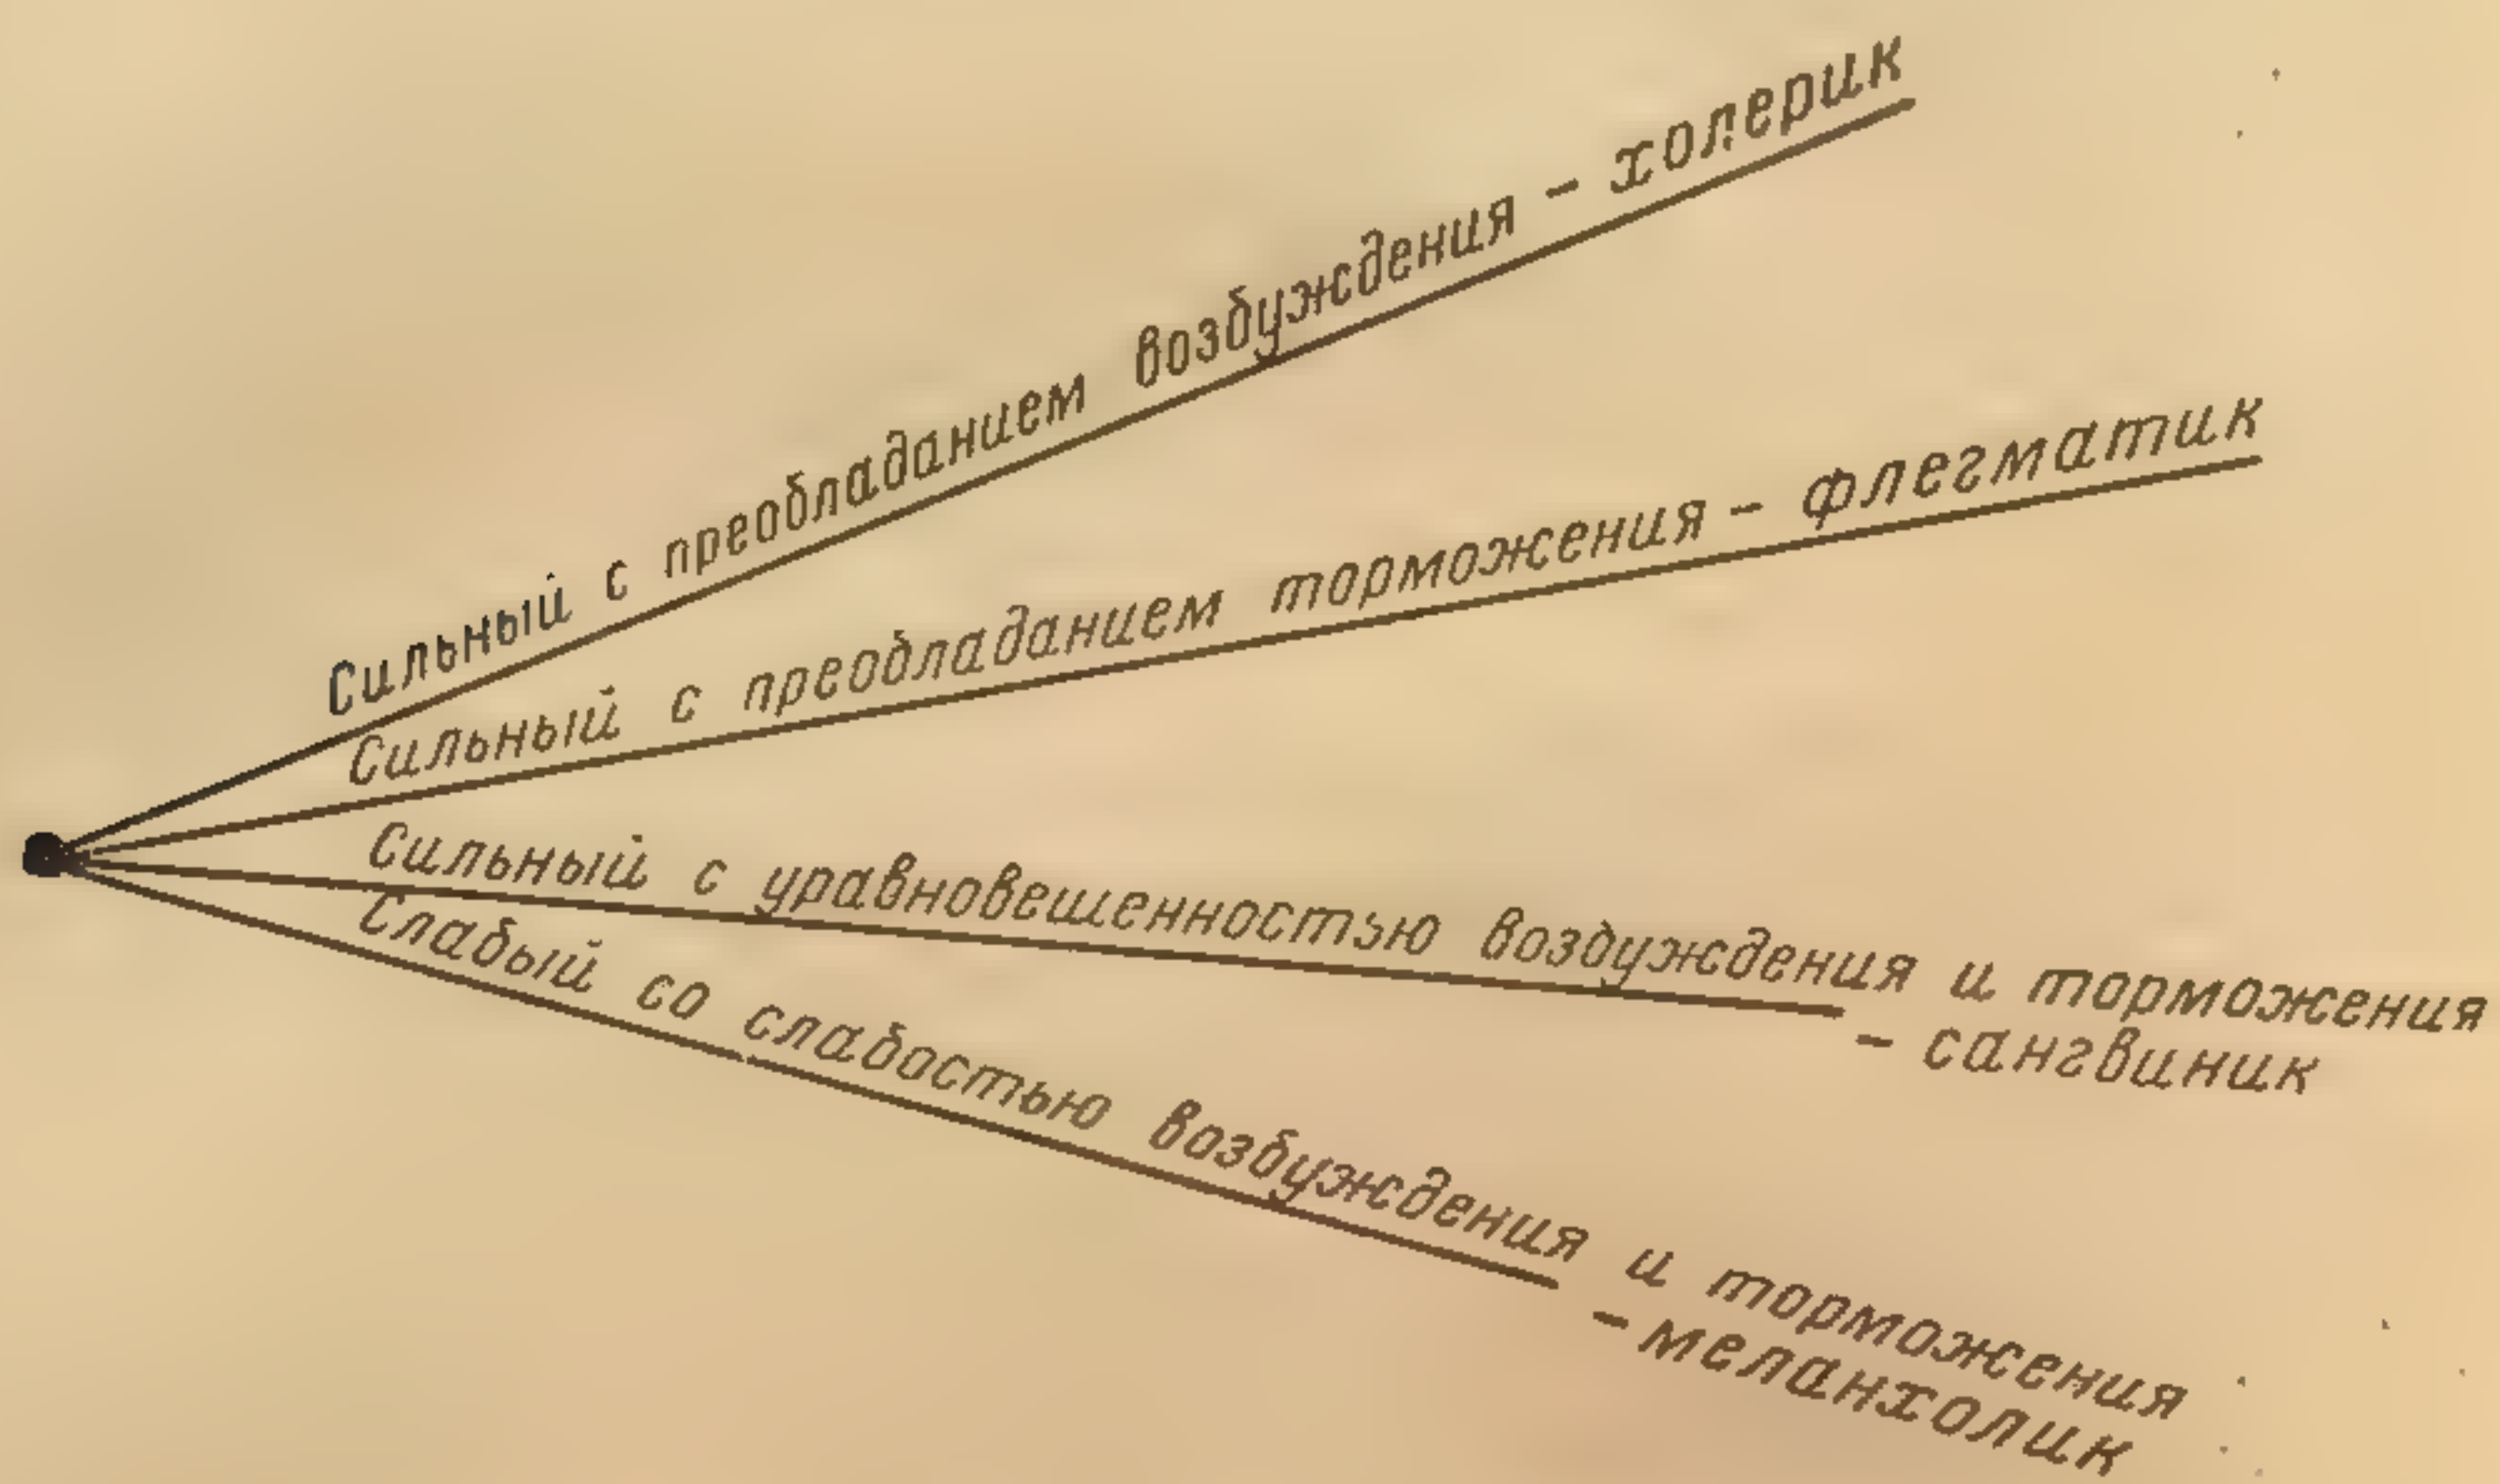 Сильный с преобладанием возбуждения - холерик
Сильный с преобладанием торможения - флегматик
Сильный с уравновешенностью возбуждения и торможения
- сангвиник
Слабый со слабостью возбуждения и торможения
- меланхолик